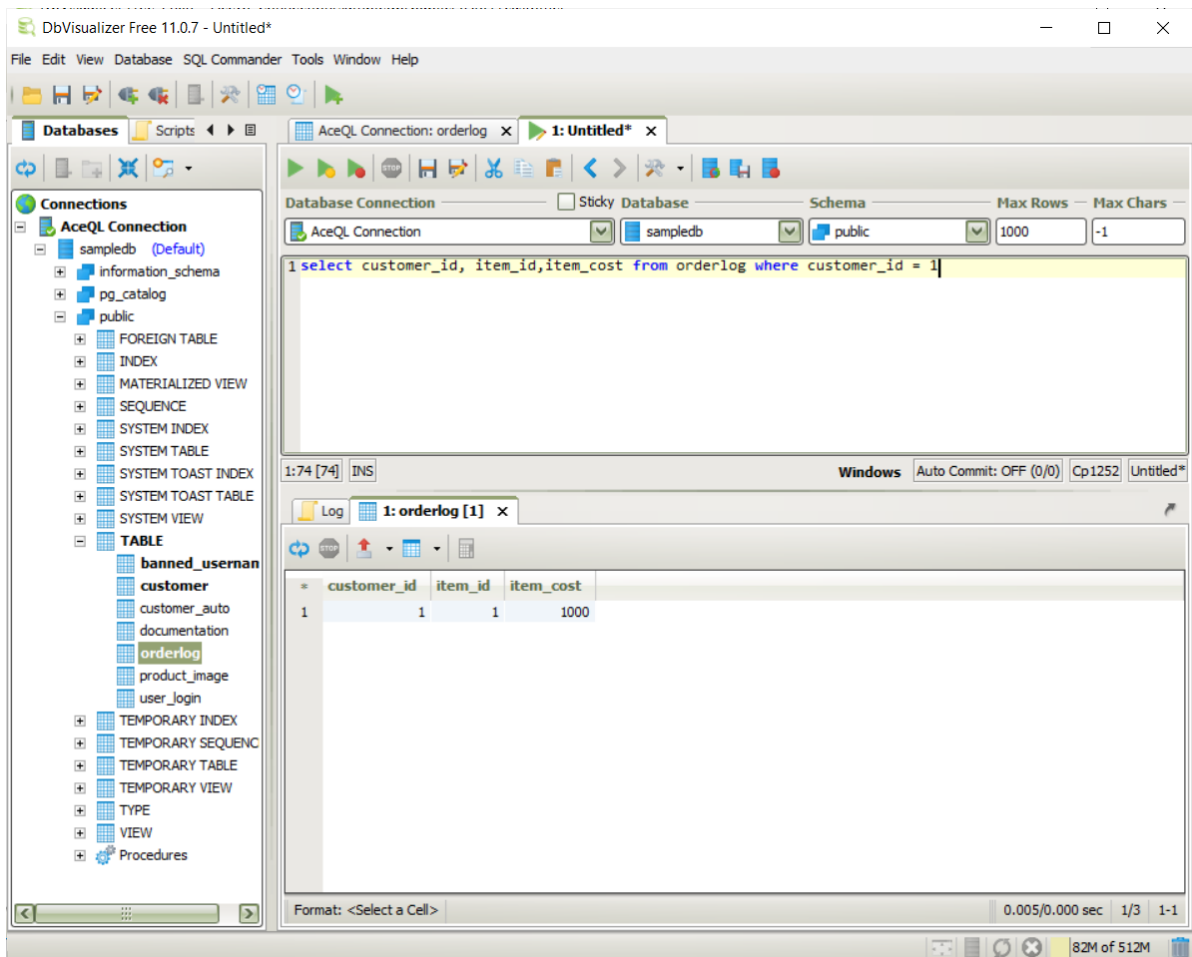 DbVisualizer Free 11.0.7 - Untitled*
File Edit View Database SQL Commander Tools Window Help
Databases Scripts
AceQL Connection: orderlog 1: Untitled*
STOP
Connections
AceQL Connection
sampledb (Default)
information_schema
pg_catalog
public
FOREIGN TABLE
INDEX
MATERIALIZED VIEW
SEQUENCE
SYSTEM INDEX
SYSTEM TABLE
SYSTEM TOAST INDEX
SYSTEM TOAST TABLE
SYSTEM VIEW
TABLE
banned_usernan
customer
customer_auto
documentation
orderlog
product_image
user_login
TEMPORARY INDEX
TEMPORARY SEQUENC
TEMPORARY TABLE
TEMPORARY VIEW
TYPE
VIEW
Procedures
Database Connection Sticky Database Schema Max Rows Max Chars
AceQL Connection sampledb public 1000 -1
1 select customer_id, item_id,item_cost from orderlog where customer_id = 1
1:74 [74] INS Windows Auto Commit: OFF (0/0) Cp1252 Untitled*
Log 1: orderlog [1]
STOP
* customer_id item_id item_cost
1 1 1 1000
Format: <Select a Cell> 0.005/0.000 sec 1/3 1-1
82M of 512M